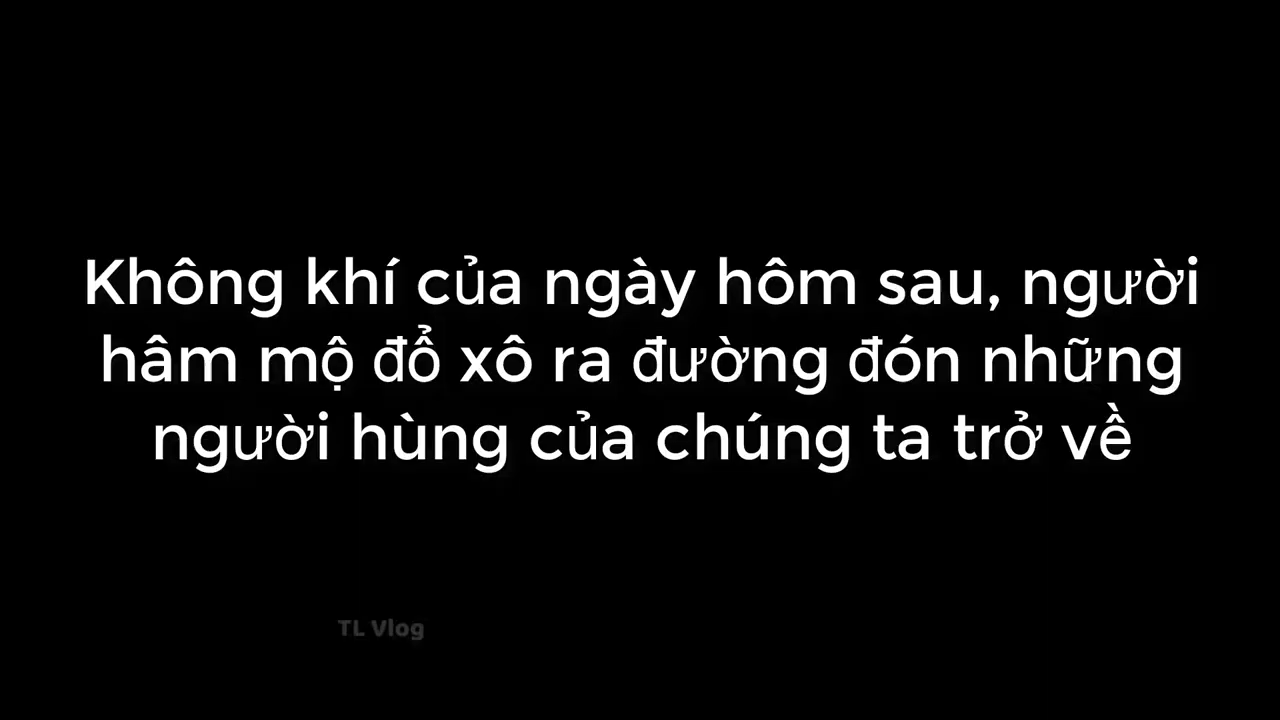 Không khí của ngày hôm sau, người
hâm mộ đổ xô ra đường đón những
người hùng của chúng ta trở về
TL Vlog